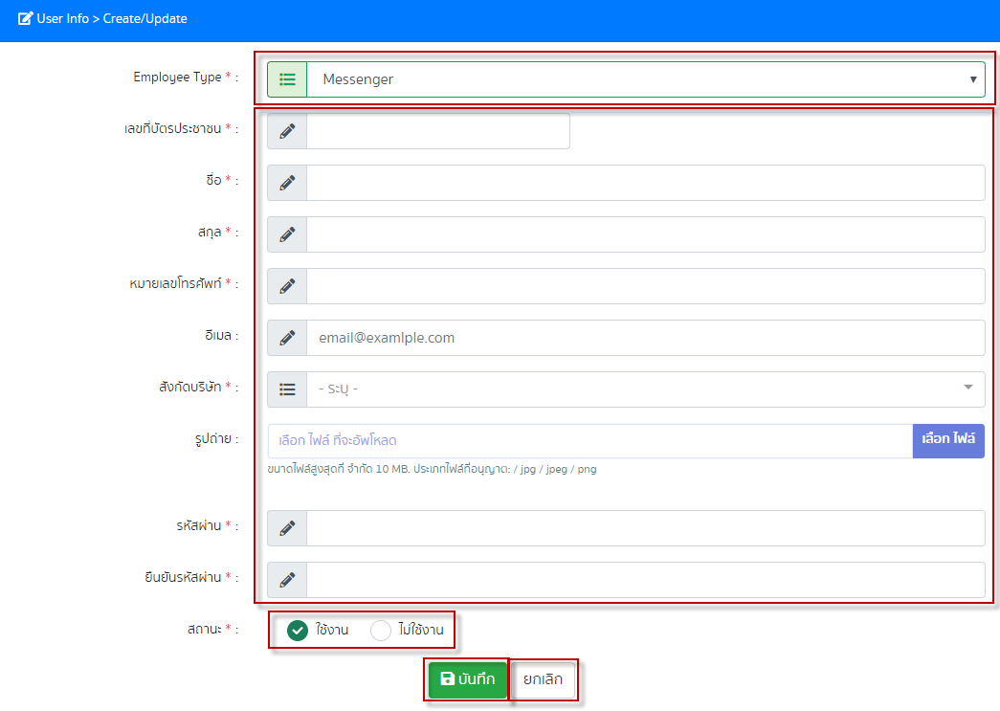 User Info > Create/Update
Employee Type * :
Messenger
เลขที่บัตรประชาชน * :
ชื่อ * :
สกุล * :
หมายเลขโทรศัพท์ * :
อีเมล :
email@examlple.com
สังกัดบริษัท * :
- ระบุ -
รูปถ่าย :
เลือก ไฟล์ ที่จะอัพโหลด
เลือก ไฟล์
ขนาดไฟล์สูงสุดที่ จำกัด 10 MB. ประเภทไฟล์ที่อนุญาต: / jpg / jpeg / png
รหัสผ่าน * :
ยืนยันรหัสผ่าน * :
สถานะ * :
ใช้งาน
ไม่ใช้งาน
บันทึก
ยกเลิก